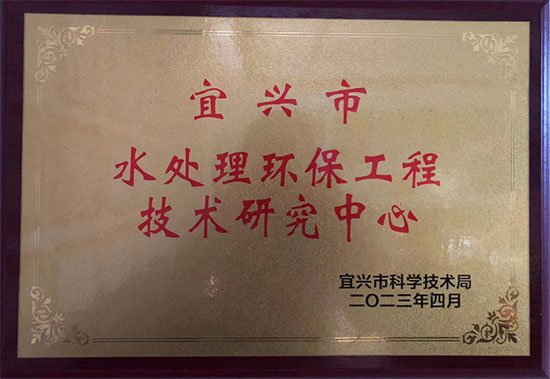 宜兴市
水处理环保工程
技术研究中心
宜兴市科学技术局
二〇二三年四月